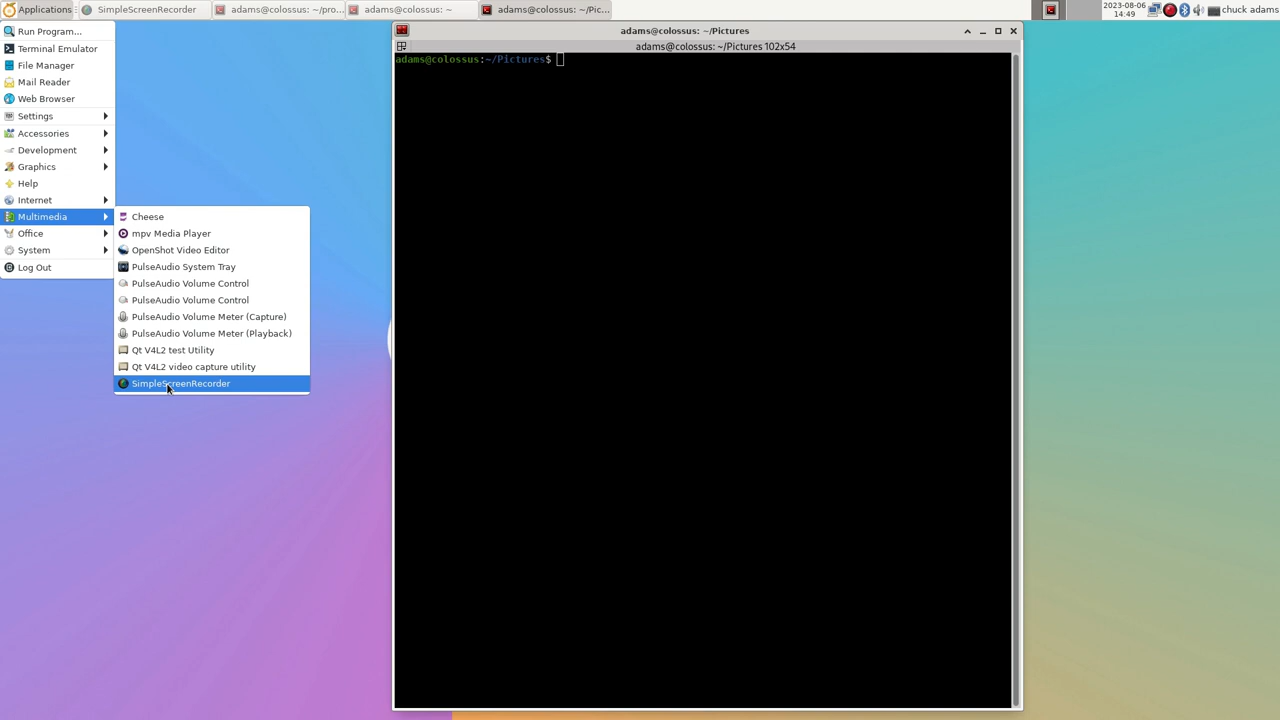 Applications
SimpleScreenRecorder
adams@colossus: ~/pro...
adams@colossus: ~
adams@colossus: ~/Pic...
2023-08-06
14:49
chuck adams
Run Program...
Terminal Emulator
File Manager
Mail Reader
Web Browser
Settings
Accessories
Development
Graphics
Help
Internet
Multimedia
Office
System
Log Out
Cheese
mpv Media Player
OpenShot Video Editor
PulseAudio System Tray
PulseAudio Volume Control
PulseAudio Volume Control
PulseAudio Volume Meter (Capture)
PulseAudio Volume Meter (Playback)
Qt V4L2 test Utility
Qt V4L2 video capture utility
SimpleScreenRecorder
adams@colossus: ~/Pictures
adams@colossus: ~/Pictures 102x54
adams@colossus:~/Pictures$